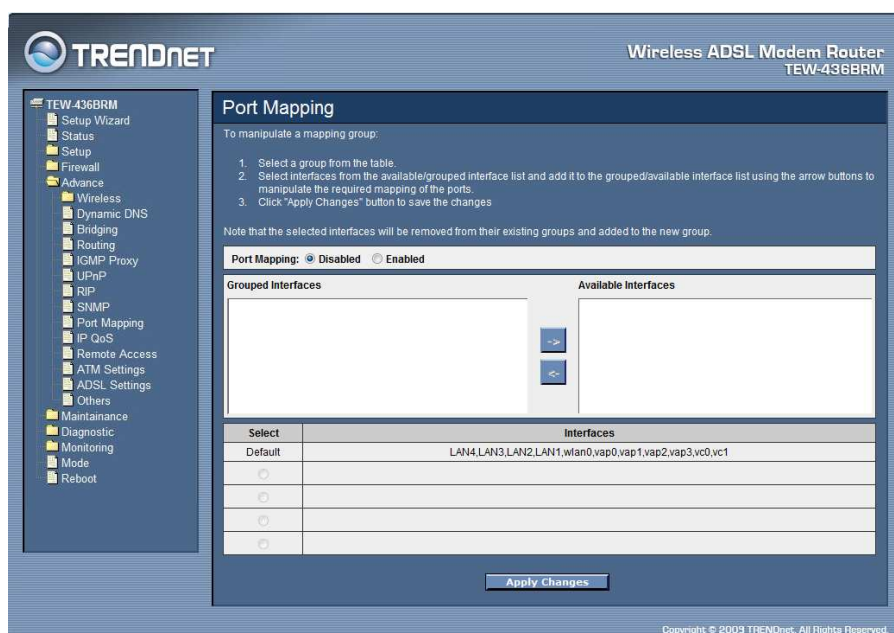 TRENDNET
Wireless ADSL Modem Router
TEW-436BRM
TEW-436BRM
Setup Wizard
Status
Setup
Firewall
Advance
Wireless
Dynamic DNS
Bridging
Routing
IGMP Proxy
UPnP
RIP
SNMP
Port Mapping
IP QoS
Remote Access
ATM Settings
ADSL Settings
Others
Maintainance
Diagnostic
Monitoring
Mode
Reboot
Port Mapping
To manipulate a mapping group:
1. Select a group from the table.
2. Select interfaces from the available/grouped interface list and add it to the grouped/available interface list using the arrow buttons to
manipulate the required mapping of the ports.
3. Click "Apply Changes" button to save the changes
Note that the selected interfaces will be removed from their existing groups and added to the new group.
Port Mapping: Disabled Enabled
Grouped Interfaces Available Interfaces
->
<-
Select Interfaces
Default LAN4,LAN3,LAN2,LAN1,wlan0,vap0,vap1,vap2,vap3,vc0,vc1
Apply Changes
Copyright © 2009 TRENDnet. All Rights Reserved.